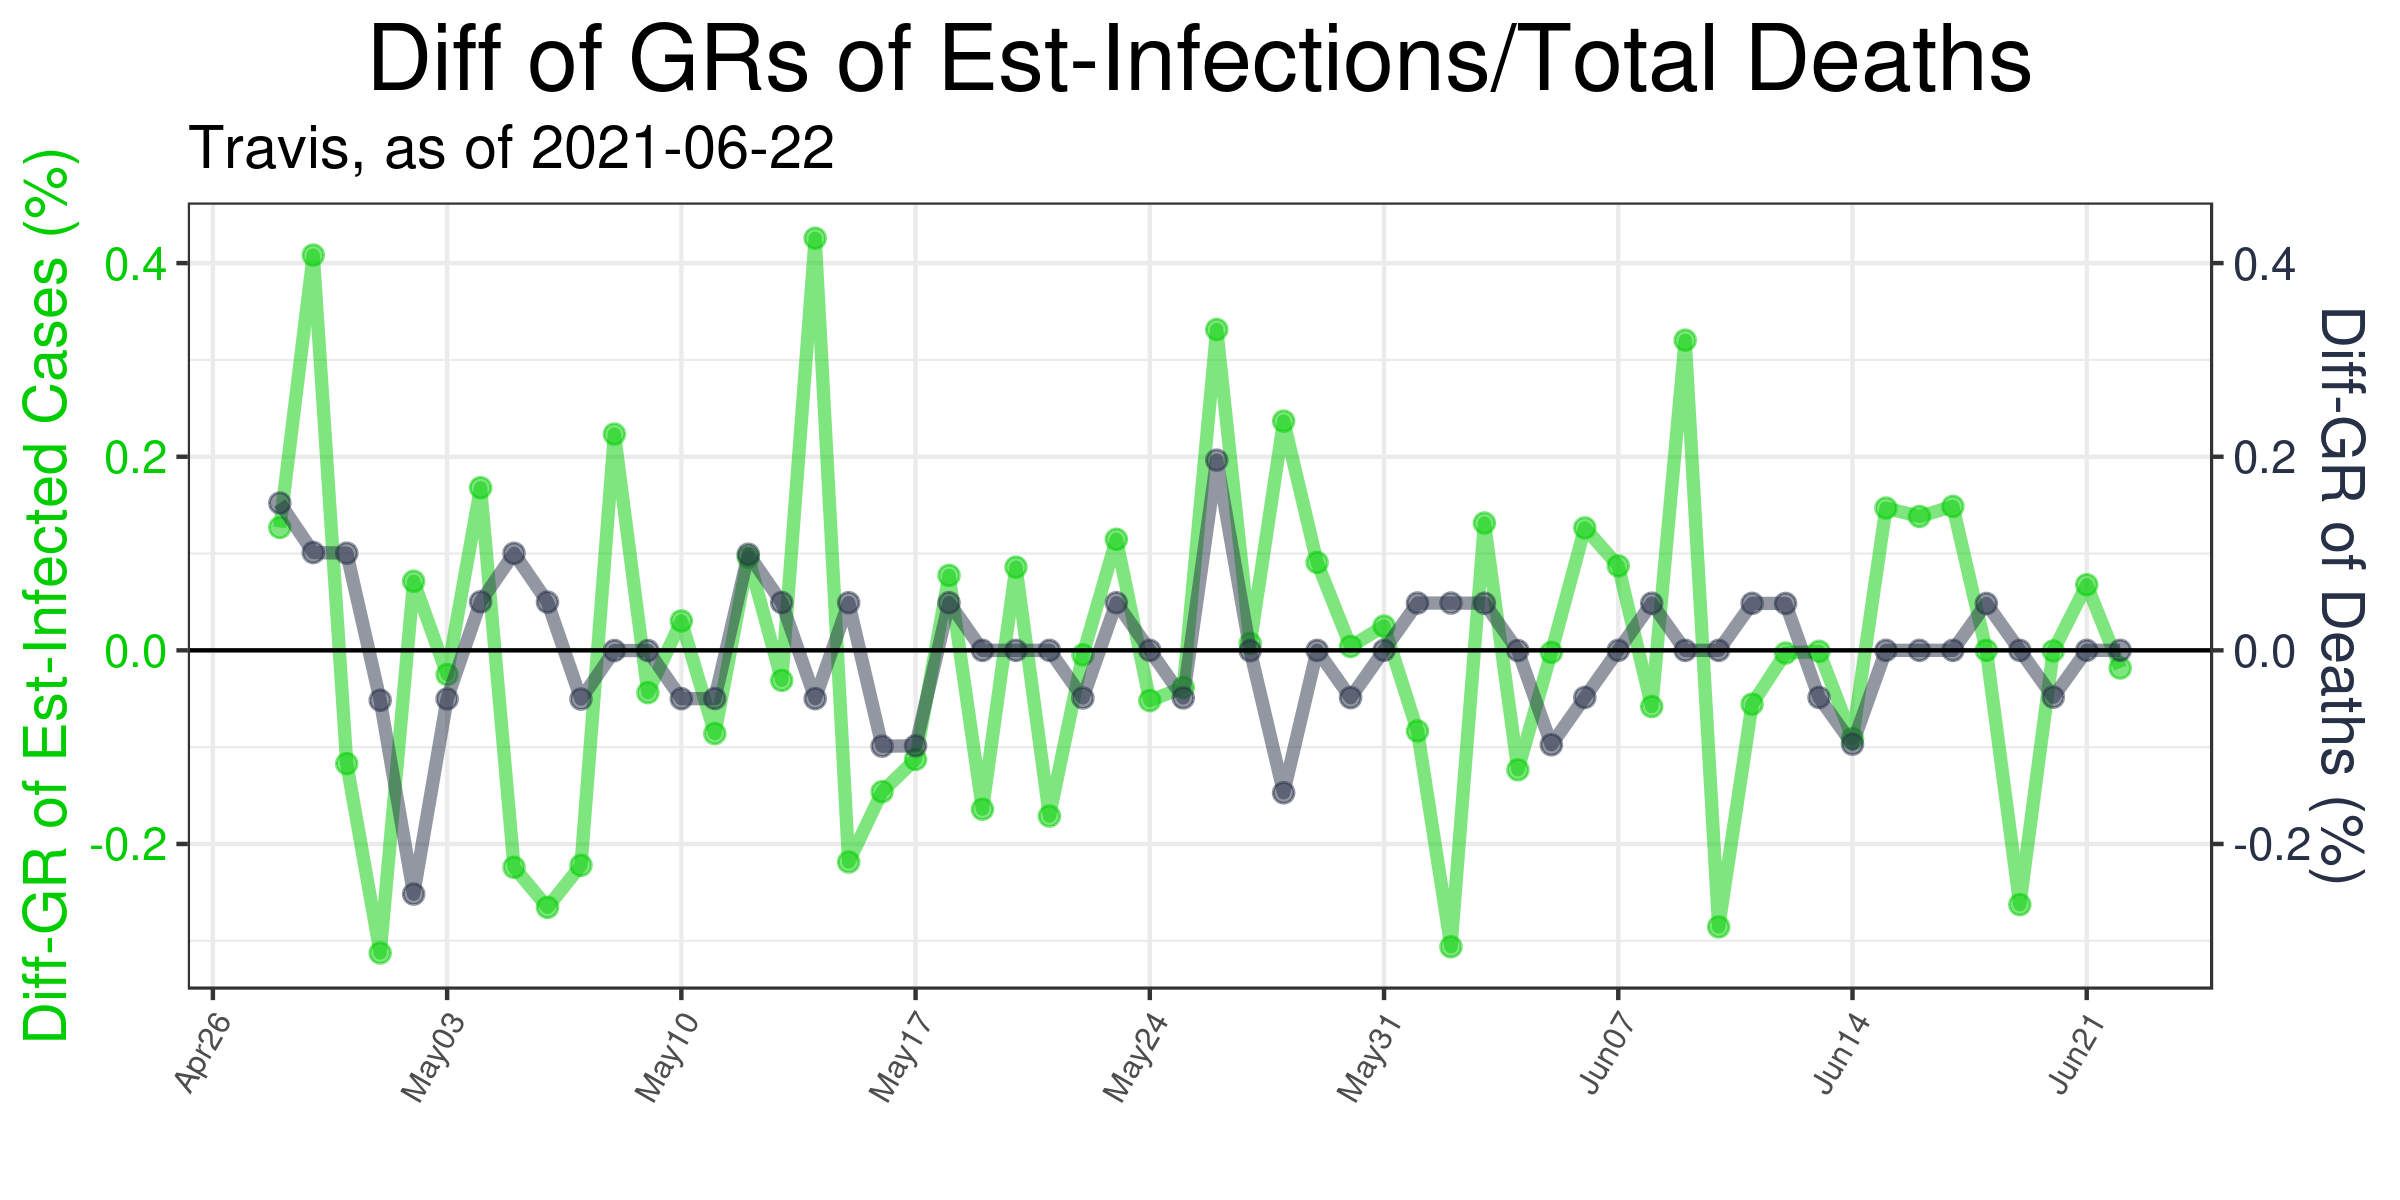 Diff of GRs of Est-Infections/Total Deaths
Travis, as of 2021-06-22
Diff-GR of Est-Infected Cases (%)
0.4
0.2
0.0
-0.2
0.4
0.2
0.0
-0.2
Diff-GR of Deaths (%)
Apr26
May03
May10
May17
May24
May31
Jun07
Jun14
Jun21